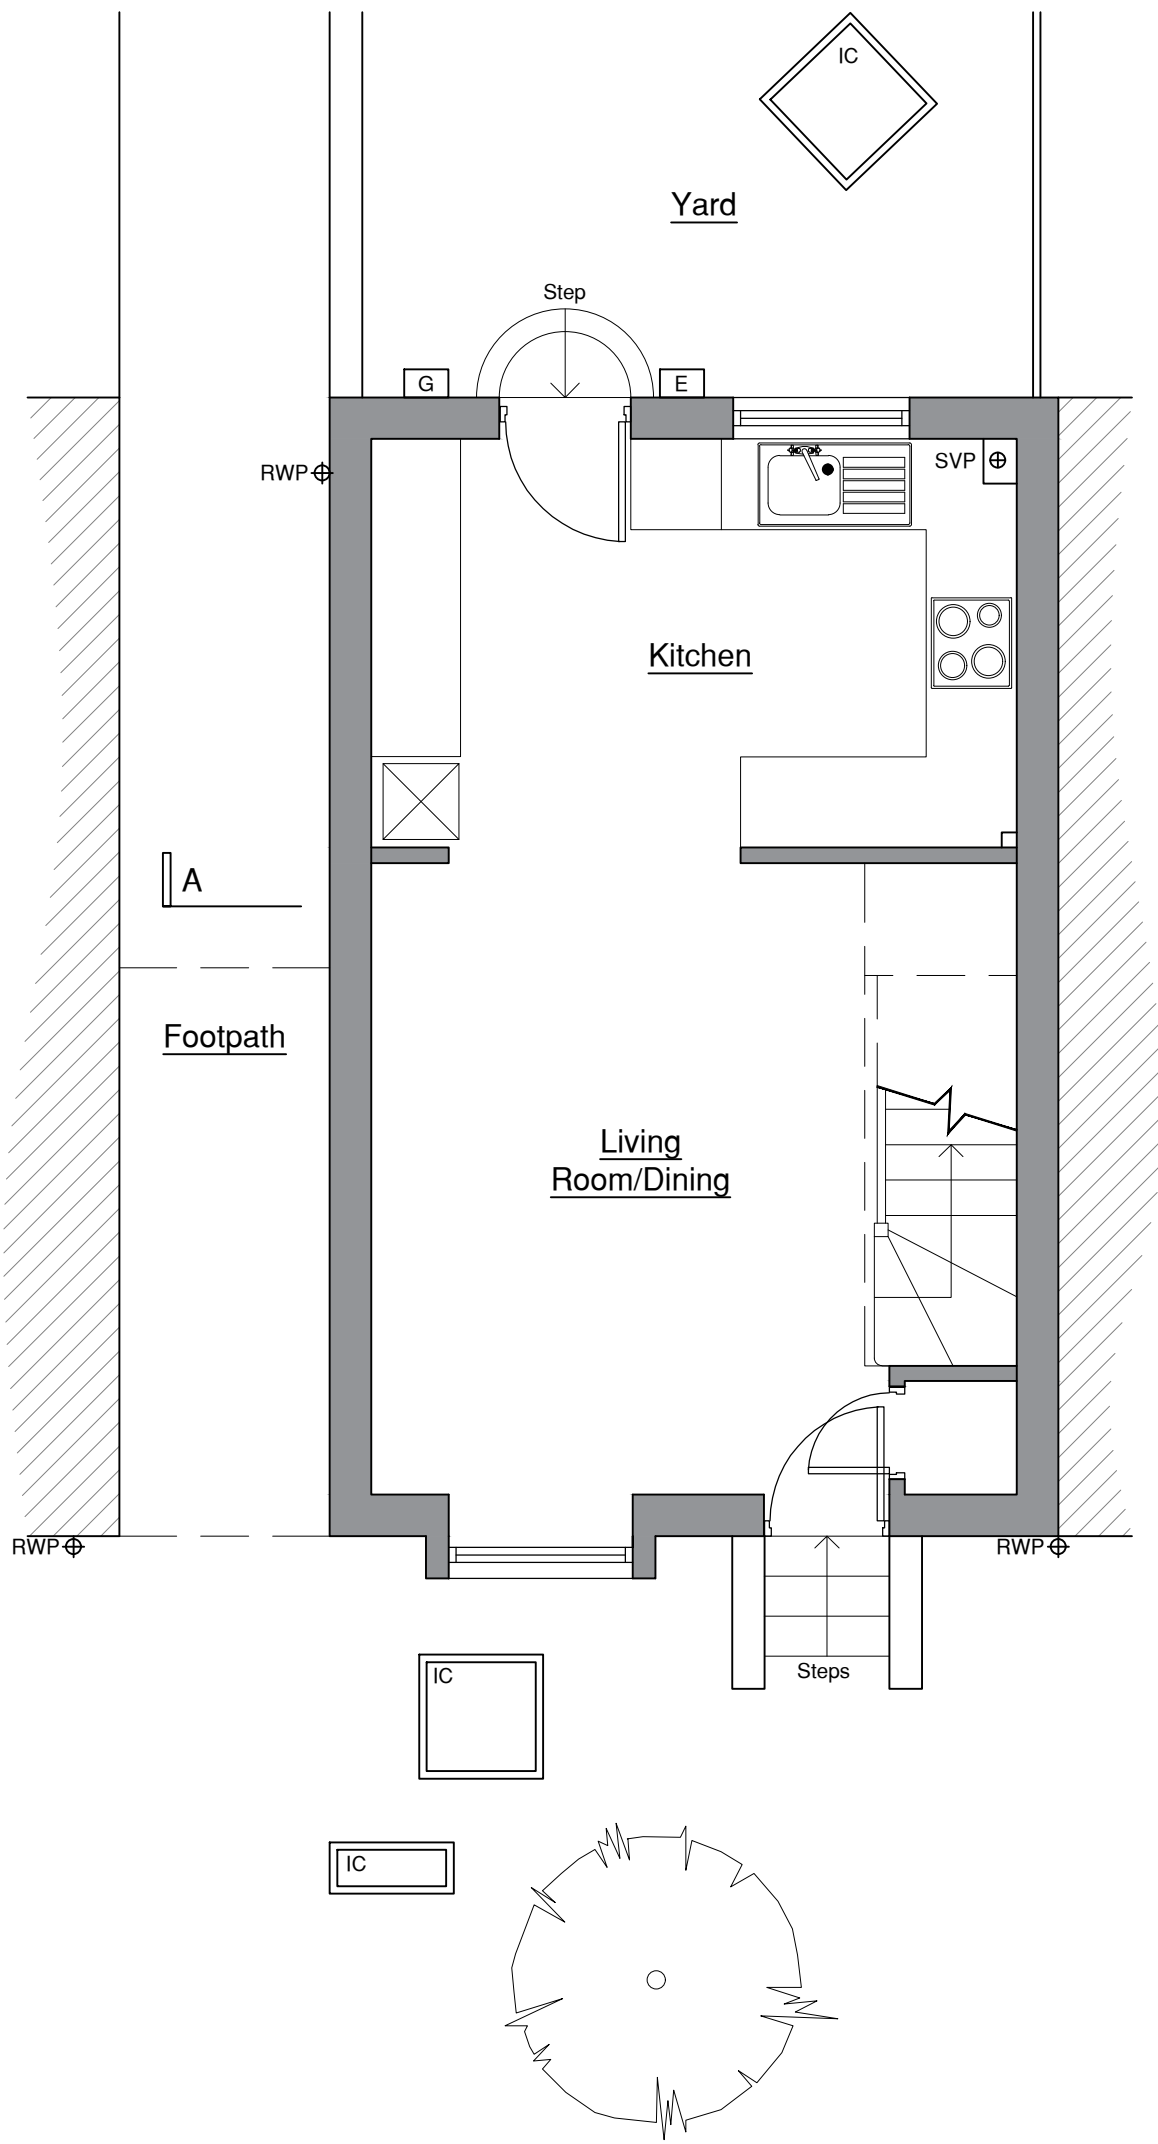 IC
Yard
Step
G
E
RWP
SVP
Kitchen
A
Footpath
Living
Room/Dining
RWP
RWP
Steps
IC
IC